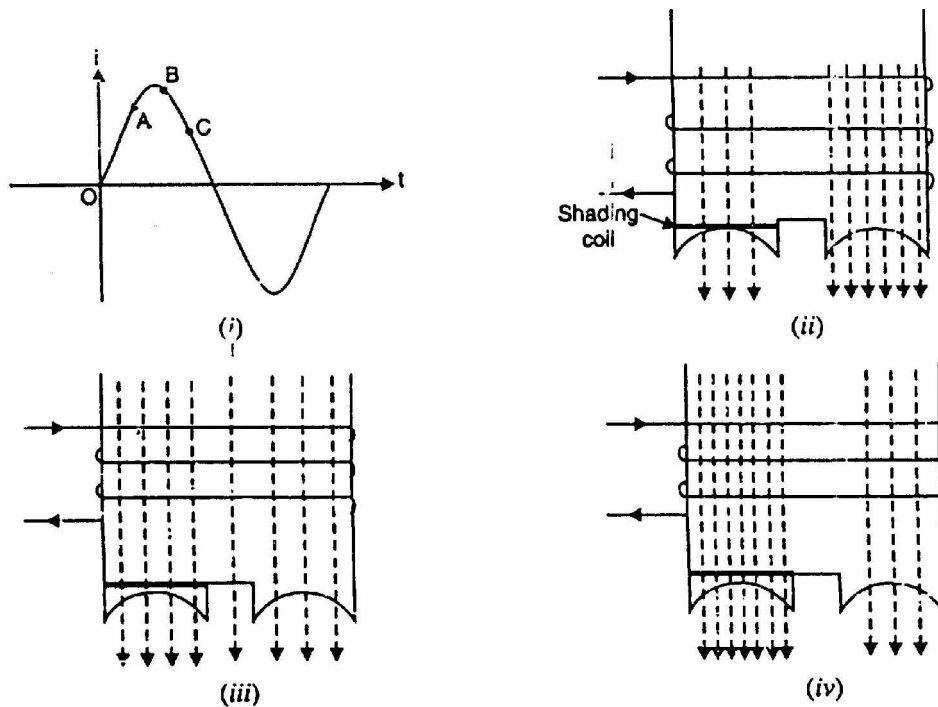 i
B
A
C
O
t
(i)
Shading
coil
(ii)
(iii)
(iv)